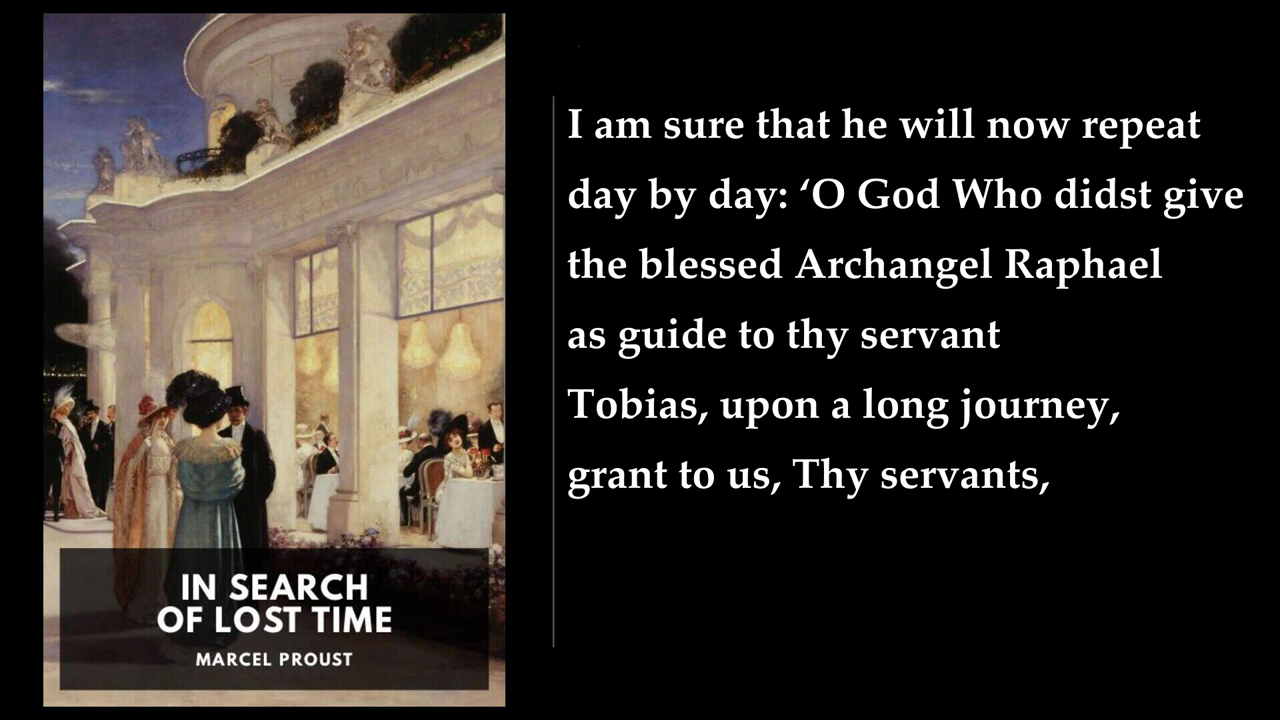 IN SEARCH
OF LOST TIME
MARCEL PROUST
I am sure that he will now repeat
day by day: ‘O God Who didst give
the blessed Archangel Raphael
as guide to thy servant
Tobias, upon a long journey,
grant to us, Thy servants,